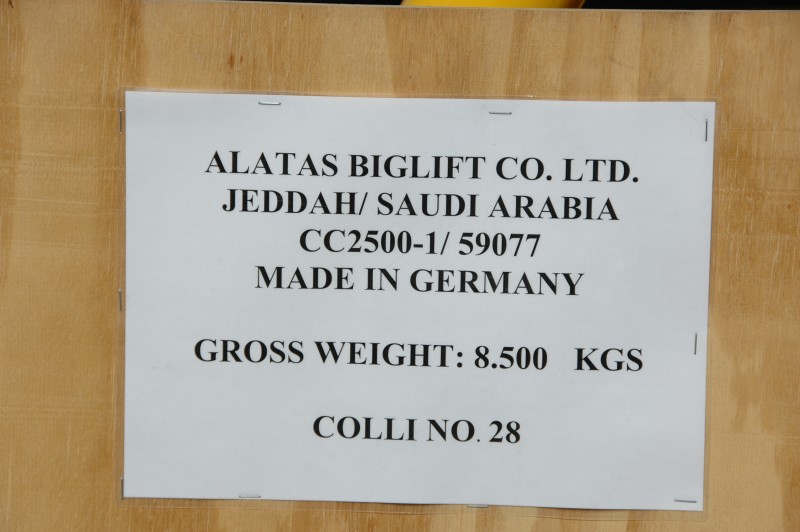 ALATAS BIGLIFT CO. LTD.
JEDDAH/ SAUDI ARABIA
CC2500-1/ 59077
MADE IN GERMANY
GROSS WEIGHT: 8.500 KGS
COLLI NO. 28